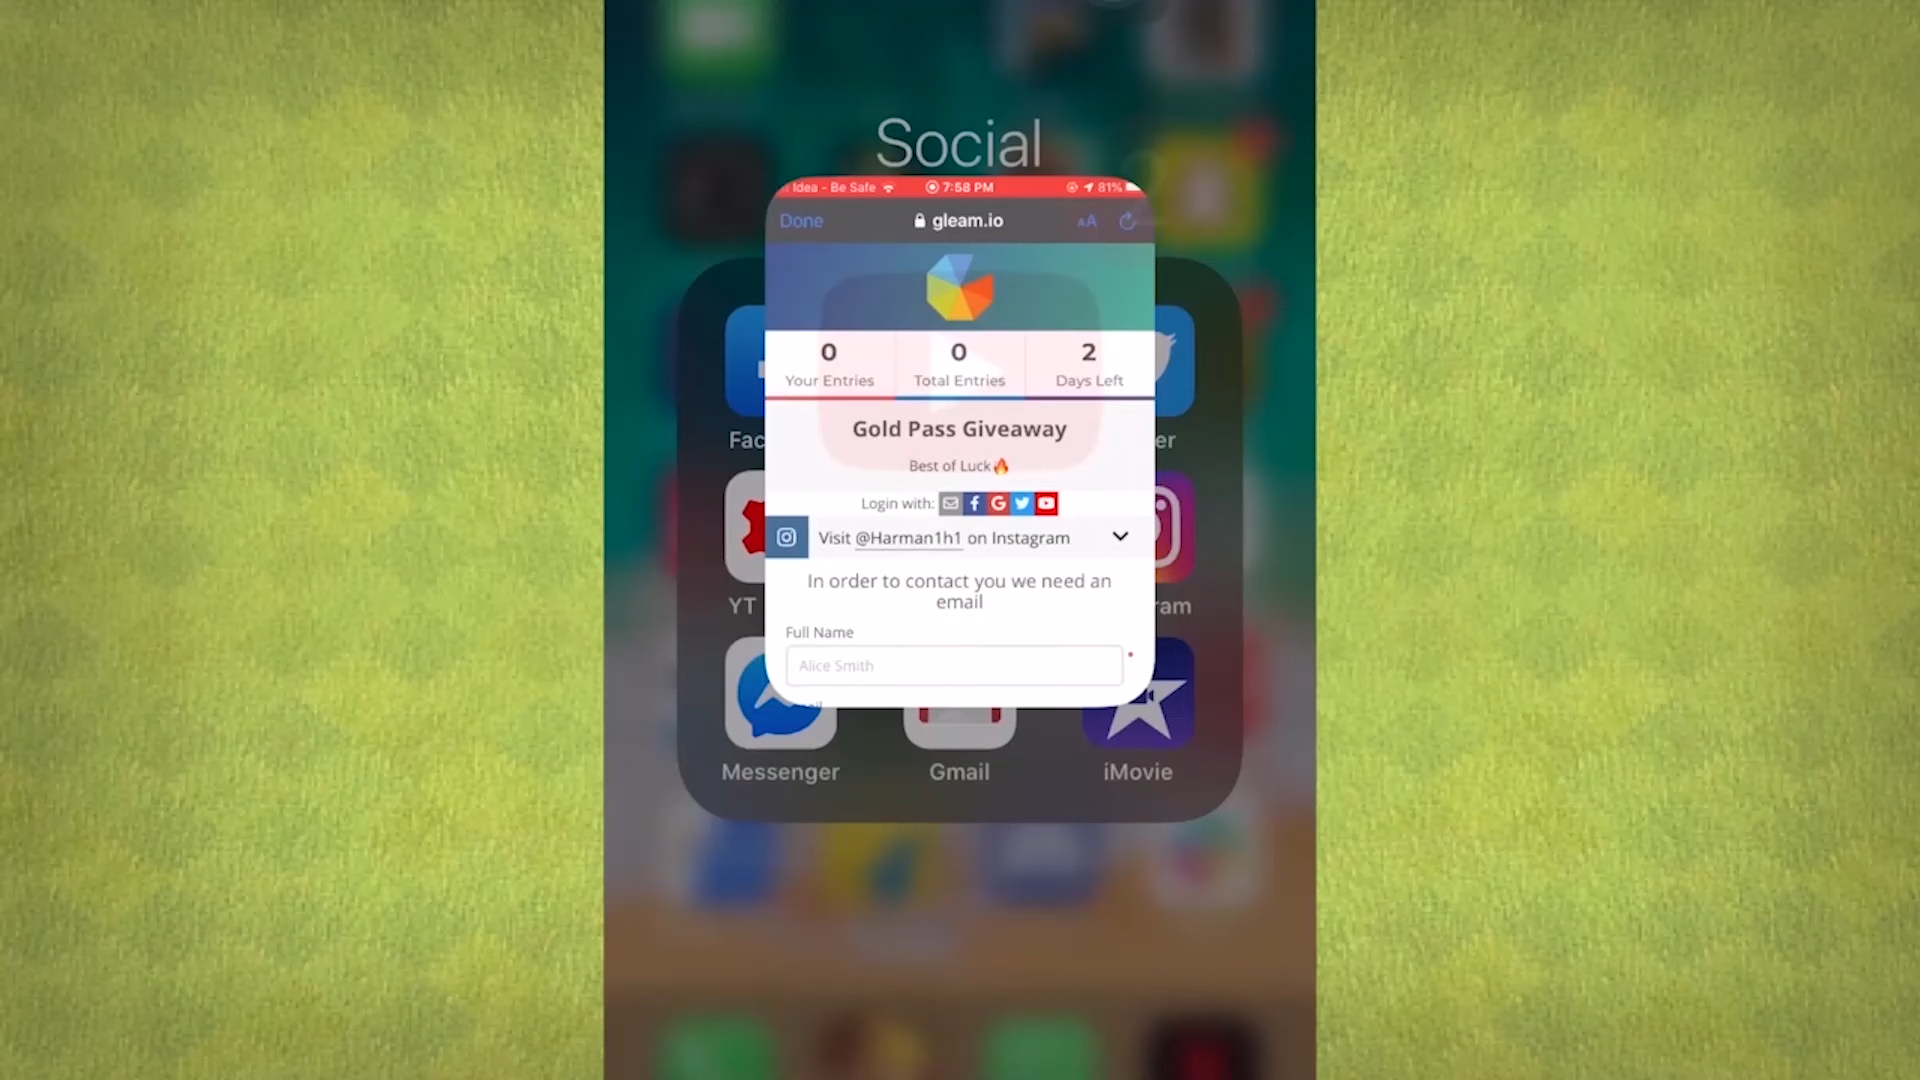 Social
Idea - Be Safe 7:58 PM 81%
Done gleam.io AA
0 0 2
Your Entries Total Entries Days Left
Gold Pass Giveaway
Best of Luck
Login with:
Visit @Harman1h1 on Instagram
In order to contact you we need an
email
Full Name
Alice Smith
Fac er
YT ram
Messenger Gmail iMovie